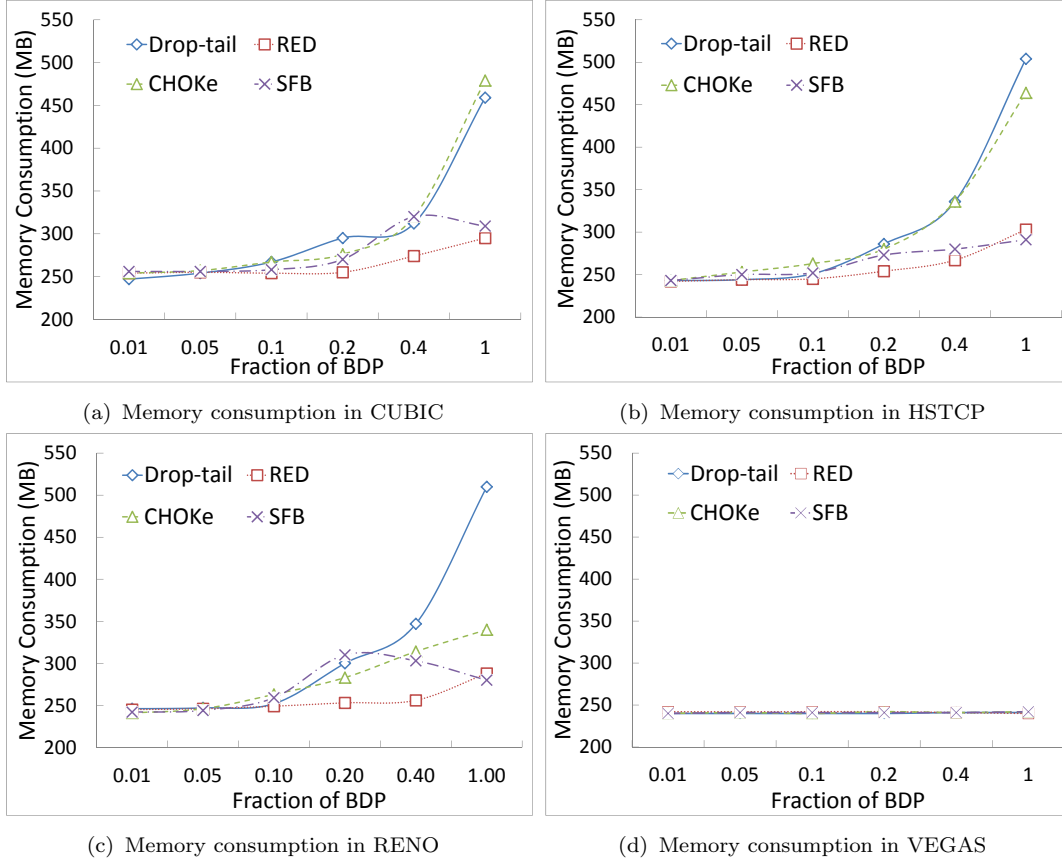 Memory Consumption (MB)
550
500
450
400
350
300
250
200
Drop-tail
RED
CHOKe
SFB
0.01 0.05 0.1 0.2 0.4 1
Fraction of BDP
(a) Memory consumption in CUBIC
Memory Consumption (MB)
550
500
450
400
350
300
250
200
Drop-tail
RED
CHOKe
SFB
0.01 0.05 0.1 0.2 0.4 1
Fraction of BDP
(b) Memory consumption in HSTCP
Memory Consumption (MB)
550
500
450
400
350
300
250
200
Drop-tail
RED
CHOKe
SFB
0.01 0.05 0.10 0.20 0.40 1.00
Fraction of BDP
(c) Memory consumption in RENO
Memory Consumption (MB)
550
500
450
400
350
300
250
200
Drop-tail
RED
CHOKe
SFB
0.01 0.05 0.1 0.2 0.4 1
Fraction of BDP
(d) Memory consumption in VEGAS